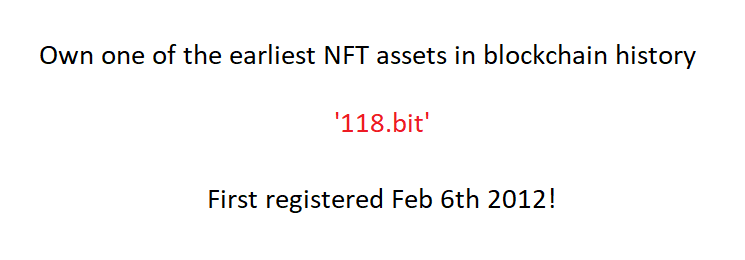 Own one of the earliest NFT assets in blockchain history
'118.bit'
First registered Feb 6th 2012!